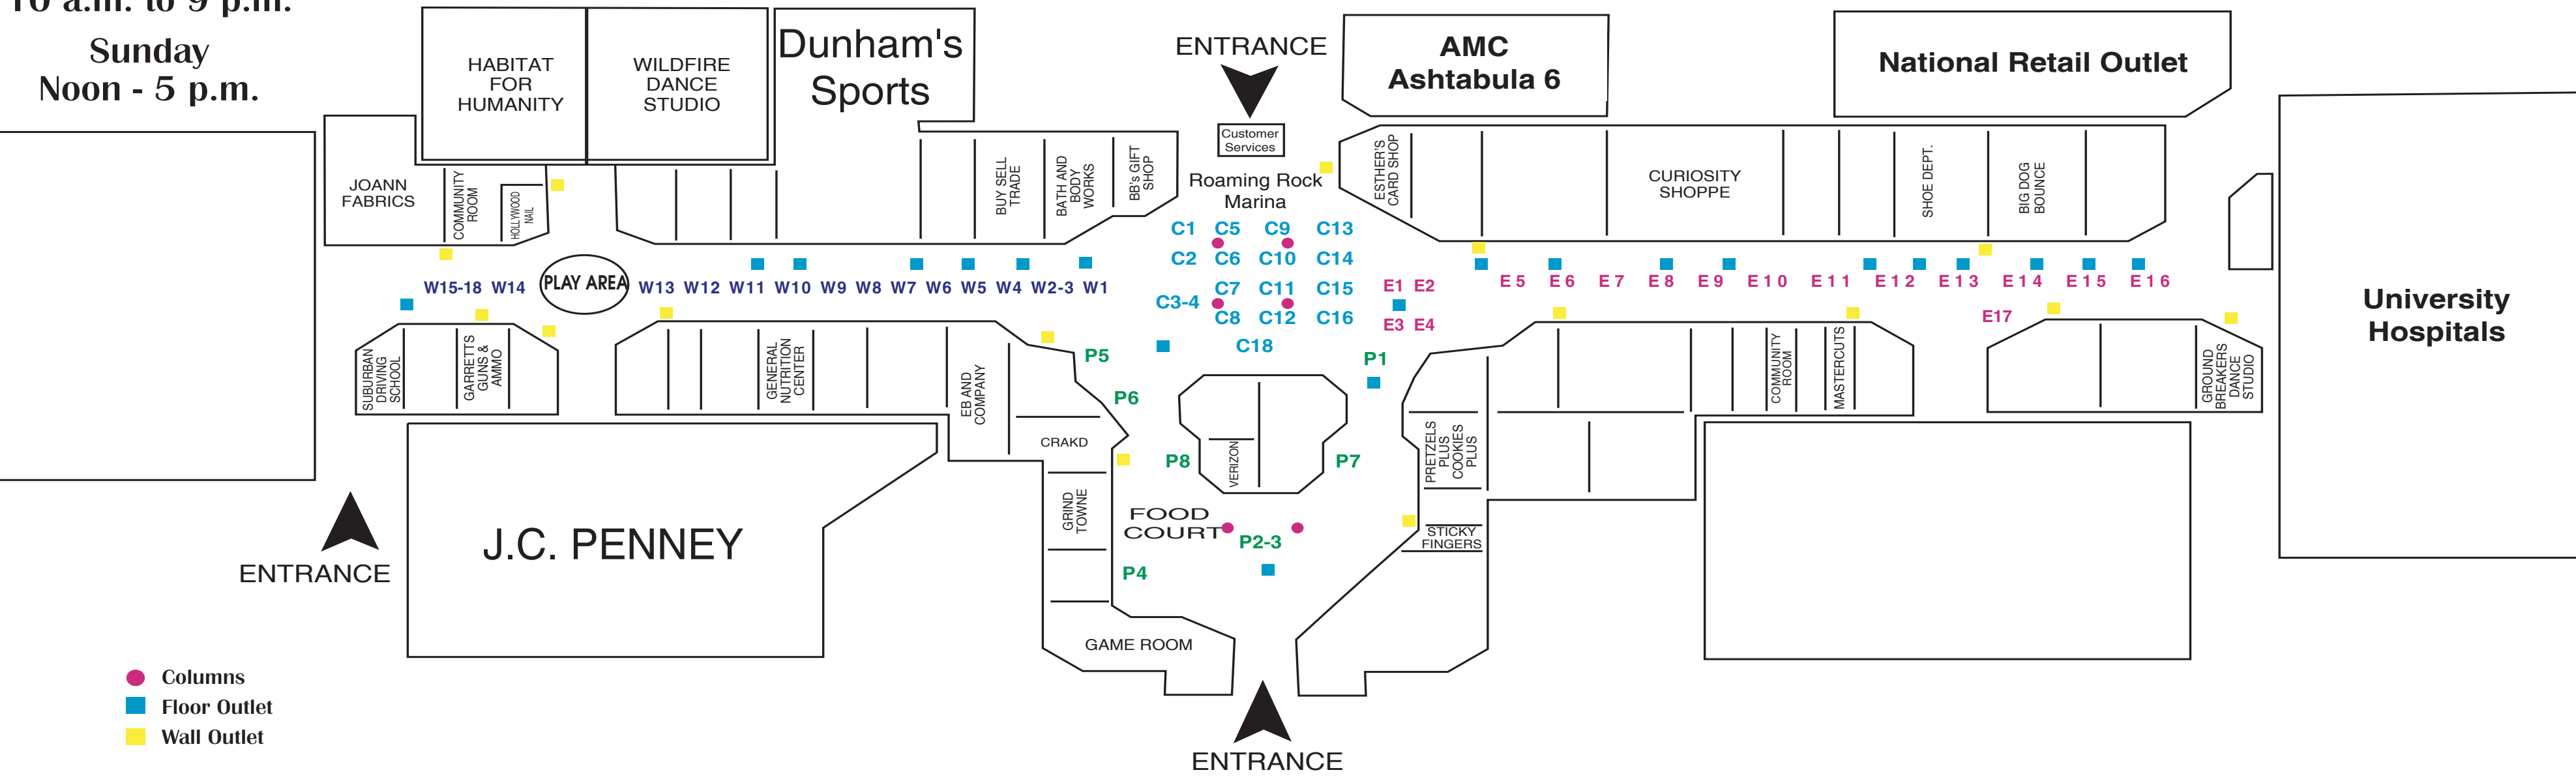 10 a.m. to 9 p.m.
Sunday
Noon - 5 p.m.
HABITAT
FOR
HUMANITY
WILDFIRE
DANCE
STUDIO
Dunham's
Sports
ENTRANCE
Customer
Services
Roaming Rock
Marina
AMC
Ashtabula 6
National Retail Outlet
JOANN
FABRICS
COMMUNITY
ROOM
HOLLYWOOD
NAIL
BUY SELL
TRADE
BATH AND
BODY
WORKS
BB's GIFT
SHOP
ESTHER'S
CARD SHOP
CURIOSITY
SHOPPE
SHOE DEPT.
BIG DOG
BOUNCE
University
Hospitals
C1 C5 C9 C13
C2 C6 C10 C14
C7 C11 C15
C3-4
C8 C12 C16
C18
W15-18 W14
PLAY AREA
W13 W12 W11 W10 W9 W8 W7 W6 W5 W4 W2-3 W1
E1 E2
E3 E4
E5 E6 E7 E8 E9 E10 E11 E12 E13 E14 E15 E16
E17
P5
P6
P1
P8
P7
SUBURBAN
DRIVING
SCHOOL
GARRETTS
GUNS &
AMMO
GENERAL
NUTRITION
CENTER
EB AND
COMPANY
CRAKD
GRIND
TOWNE
VERIZON
PRETZELS
PLUS
COOKIES
PLUS
STICKY
FINGERS
COMMUNITY
ROOM
MASTERCUTS
GROUND
BREAKERS
DANCE
STUDIO
FOOD
COURT
P2-3
P4
GAME ROOM
J.C. PENNEY
ENTRANCE
ENTRANCE
Columns
Floor Outlet
Wall Outlet